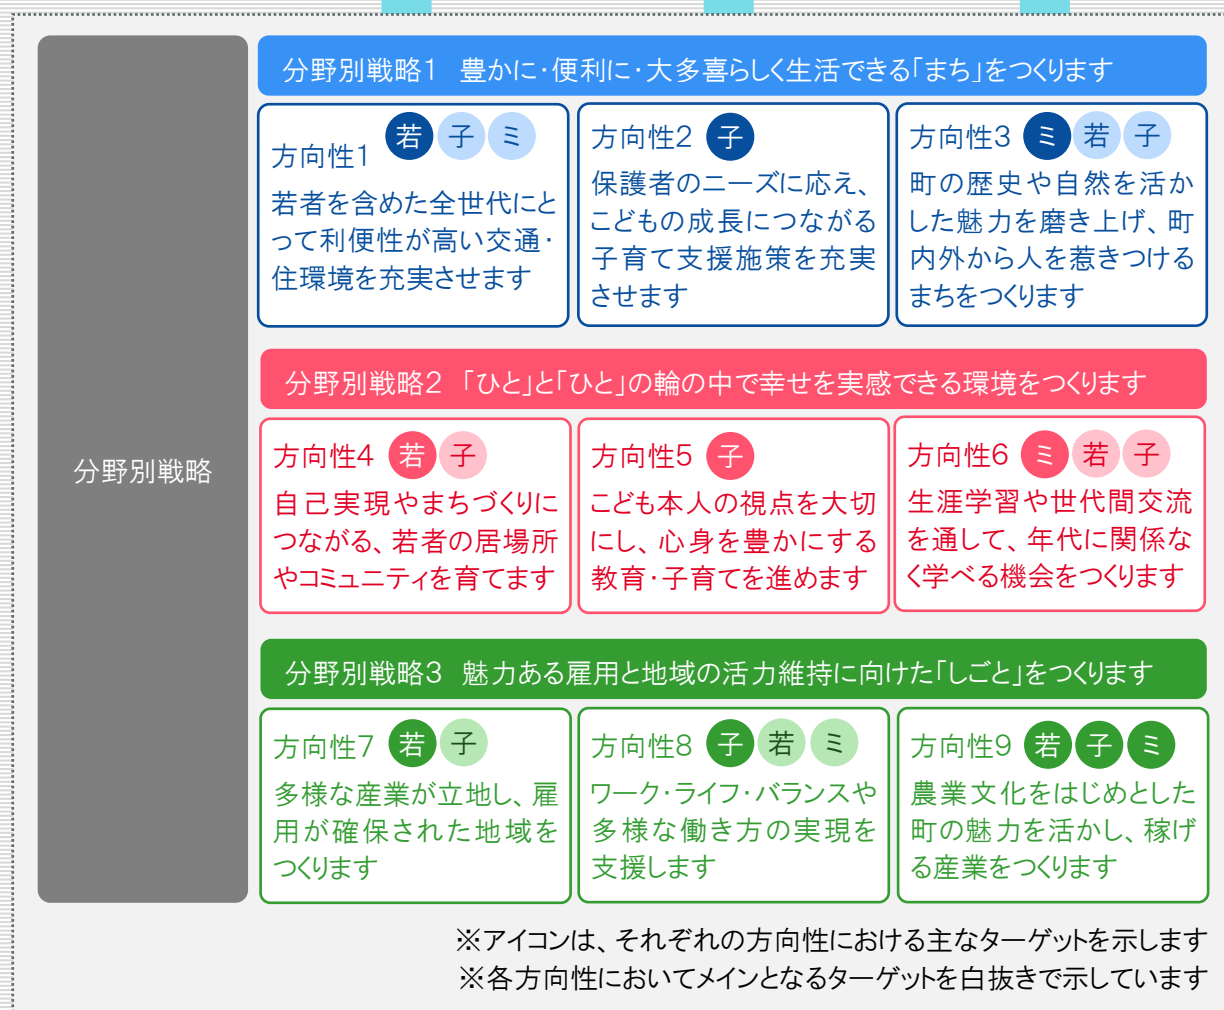 分野別戦略
分野別戦略1　豊かに・便利に・大多喜らしく生活できる「まち」をつくります
方向性1 若 子 ミ
若者を含めた全世代にと
って利便性が高い交通・
住環境を充実させます
方向性2 子
保護者のニーズに応え、
こどもの成長につながる
子育て支援施策を充実
させます
方向性3 ミ 若 子
町の歴史や自然を活か
した魅力を磨き上げ、町
内外から人を惹きつける
まちをつくります
分野別戦略2　「ひと」と「ひと」の輪の中で幸せを実感できる環境をつくります
方向性4 若 子
自己実現やまちづくりに
つながる、若者の居場所
やコミュニティを育てます
方向性5 子
こども本人の視点を大切
にし、心身を豊かにする
教育・子育てを進めます
方向性6 ミ 若 子
生涯学習や世代間交流
を通して、年代に関係な
く学べる機会をつくります
分野別戦略3　魅力ある雇用と地域の活力維持に向けた「しごと」をつくります
方向性7 若 子
多様な産業が立地し、雇
用が確保された地域を
つくります
方向性8 子 若 ミ
ワーク・ライフ・バランスや
多様な働き方の実現を
支援します
方向性9 若 子 ミ
農業文化をはじめとした
町の魅力を活かし、稼げ
る産業をつくります
※アイコンは、それぞれの方向性における主なターゲットを示します
※各方向性においてメインとなるターゲットを白抜きで示しています